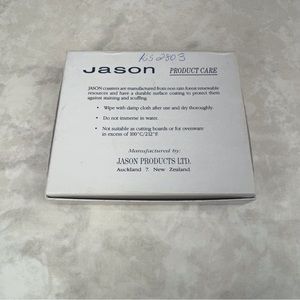 Jason PRODUCT CARE
JASON coasters are manufactured from non-rain forest renewable
resources and have a durable surface coating to protect them
against staining and scuffing.
• Wipe with damp cloth after use and dry thoroughly.
• Do not immerse in water.
• Not suitable as cutting boards or for ovenware
in excess of 100°C/212°F.
Manufactured by:
JASON PRODUCTS LTD.
Auckland 7. New Zealand